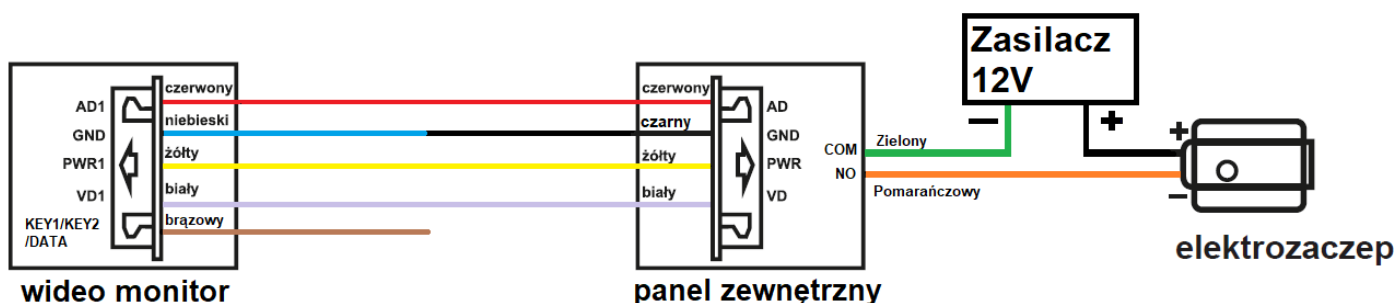 Zasilacz
12V
czerwony
czerwony
AD1
AD
niebieski
czarny
GND
GND
COM
Zielony
−
+
+
żółty
żółty
PWR1
PWR
NO
Pomarańczowy
−
biały
biały
VD1
VD
KEY1/KEY2
/DATA
brązowy
elektrozaczep
wideo monitor
panel zewnętrzny